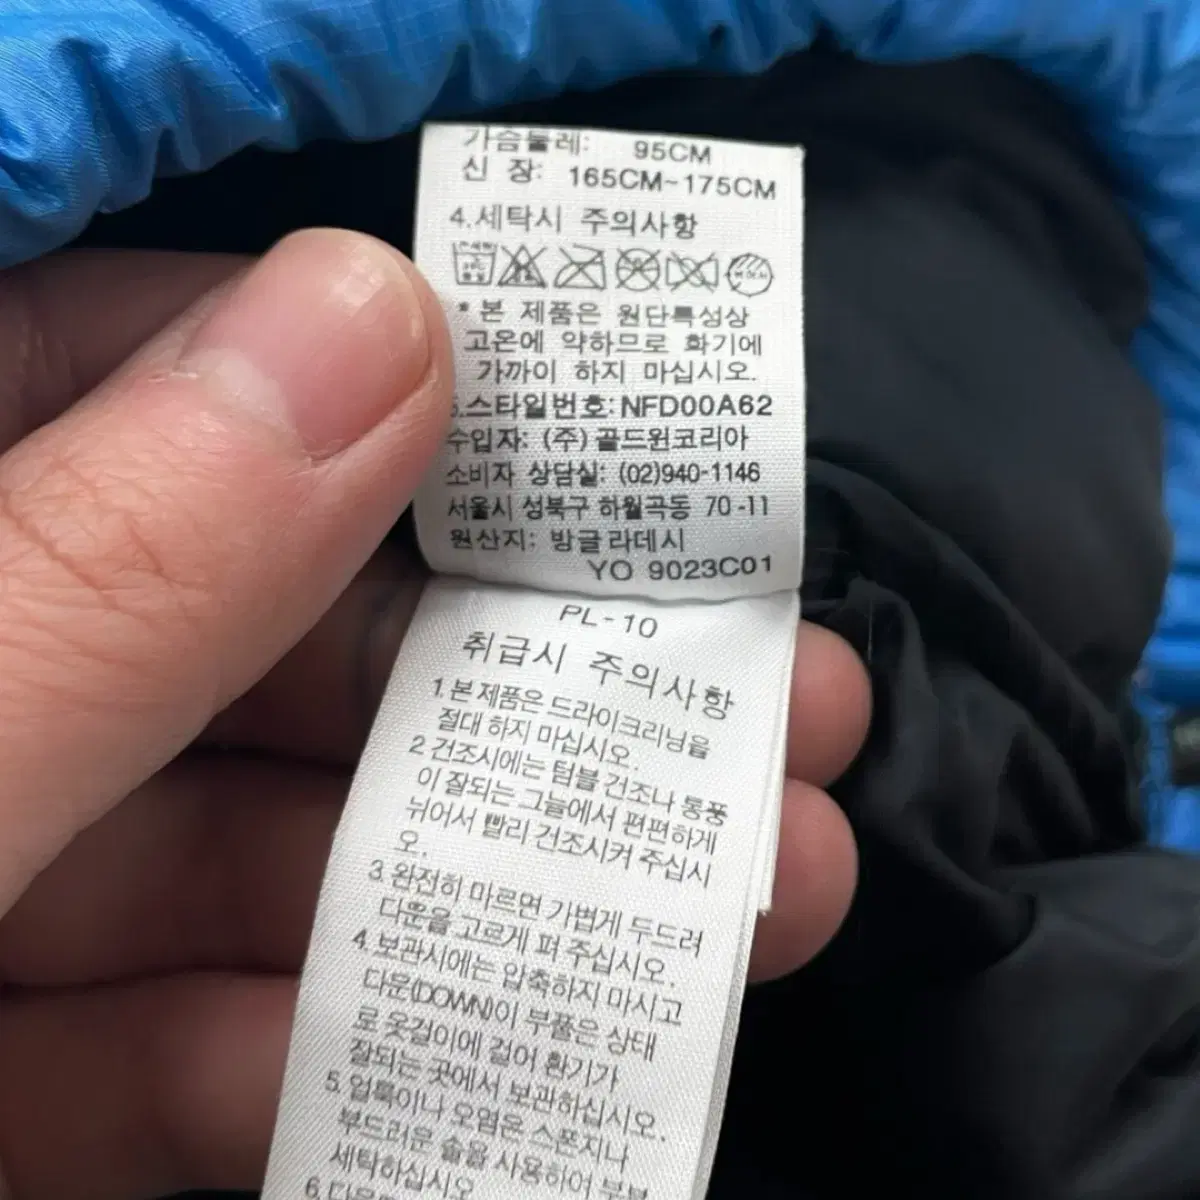 가슴둘레: 95CM
신 장: 165CM~175CM
4.세탁시 주의사항
* 본 제품은 원단특성상
고온에 약하므로 화기에
가까이 하지 마십시오.
5.스타일번호: NFD00A62
수입자: (주) 골드윈코리아
소비자 상담실: (02)940-1146
서울시 성북구 하월곡동 70-11
원산지: 방글라데시
YO 9023C01
PL-10
취급시 주의사항
1.본 제품은 드라이크리닝을
절대 하지 마십시오.
2 건조시에는 텀블 건조나 통풍
이 잘되는 그늘에서 편편하게
뉘어서 빨리 건조시켜 주십시
오.
3. 완전히 마르면 가볍게 두드려
다운을 고르게 펴 주십시오.
4. 보관시에는 압축하지 마시고
다운(DOWN)이 부풀은 상태
로 옷걸이에 걸어 환기가
잘되는 곳에서 보관하십시오.
5. 얼룩이나 오염은 스폰지나
부드러운 솔을 사용하여 부분
세탁하십시오
6.